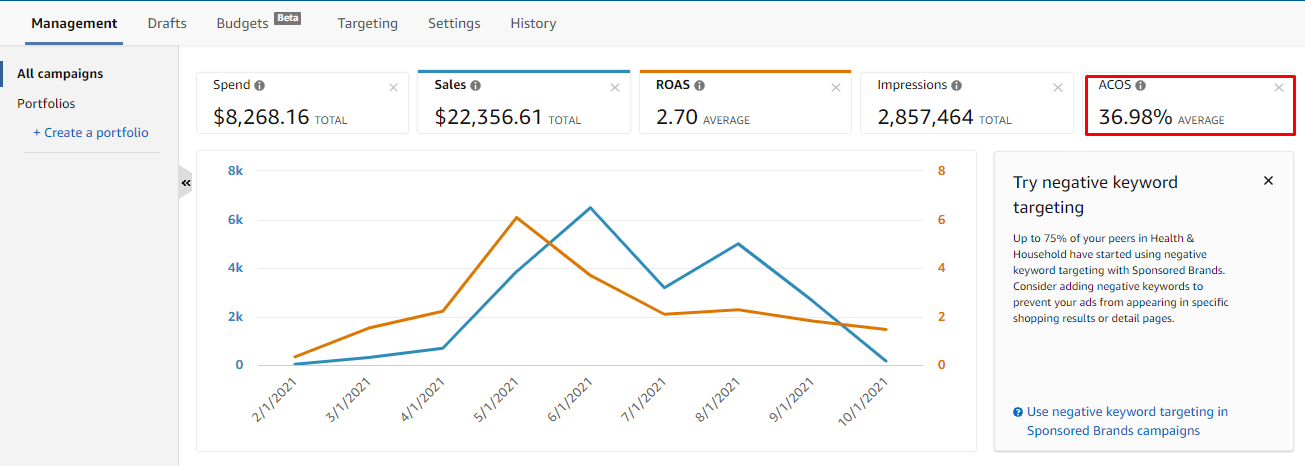 Management Drafts Budgets Beta Targeting Settings History
All campaigns
Portfolios
+ Create a portfolio
Spend
$8,268.16 TOTAL
Sales
$22,356.61 TOTAL
ROAS
2.70 AVERAGE
Impressions
2,857,464 TOTAL
ACOS
36.98% AVERAGE
8k
6k
4k
2k
0
8
6
4
2
0
2/1/2021
3/1/2021
4/1/2021
5/1/2021
6/1/2021
7/1/2021
8/1/2021
9/1/2021
10/1/2021
Try negative keyword
targeting
Up to 75% of your peers in Health &
Household have started using negative
keyword targeting with Sponsored Brands.
Consider adding negative keywords to
prevent your ads from appearing in specific
shopping results or detail pages.
Use negative keyword targeting in
Sponsored Brands campaigns